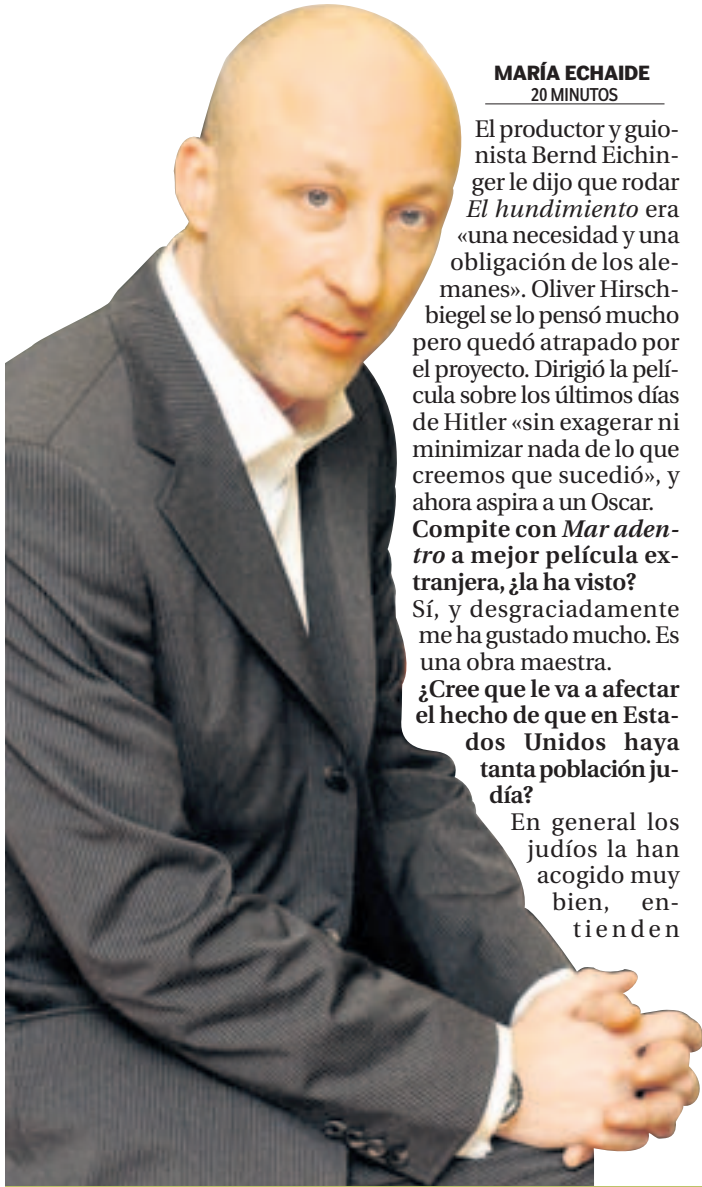 MARÍA ECHAIDE
20 MINUTOS
El productor y guio-
nista Bernd Eichin-
ger le dijo que rodar
El hundimiento era
«una necesidad y una
obligación de los ale-
manes». Oliver Hirsch-
biegel se lo pensó mucho
pero quedó atrapado por
el proyecto. Dirigió la pelí-
cula sobre los últimos días
de Hitler «sin exagerar ni
minimizar nada de lo que
creemos que sucedió», y
ahora aspira a un Oscar.
Compite con Mar aden-
tro a mejor película ex-
tranjera, ¿la ha visto?
Sí, y desgraciadamente
me ha gustado mucho. Es
una obra maestra.
¿Cree que le va a afectar
el hecho de que en Esta-
dos Unidos haya
tanta población ju-
día?
En general los
judíos la han
acogido muy
bien, en-
tienden